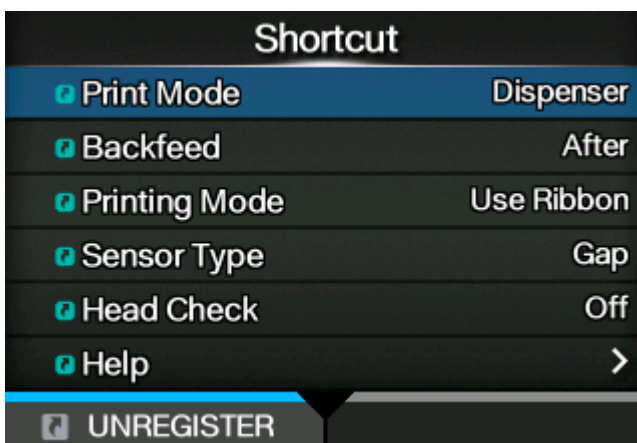 Shortcut
Print Mode Dispenser
Backfeed After
Printing Mode Use Ribbon
Sensor Type Gap
Head Check Off
Help >
UNREGISTER